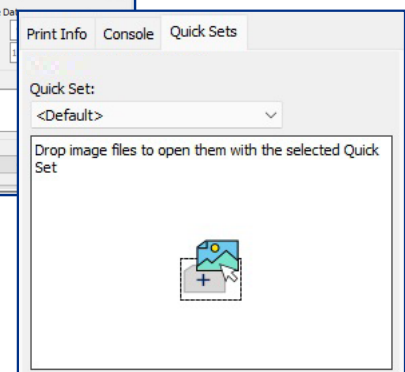 Print Info Console Quick Sets
Quick Set:
<Default>
Drop image files to open them with the selected Quick
Set